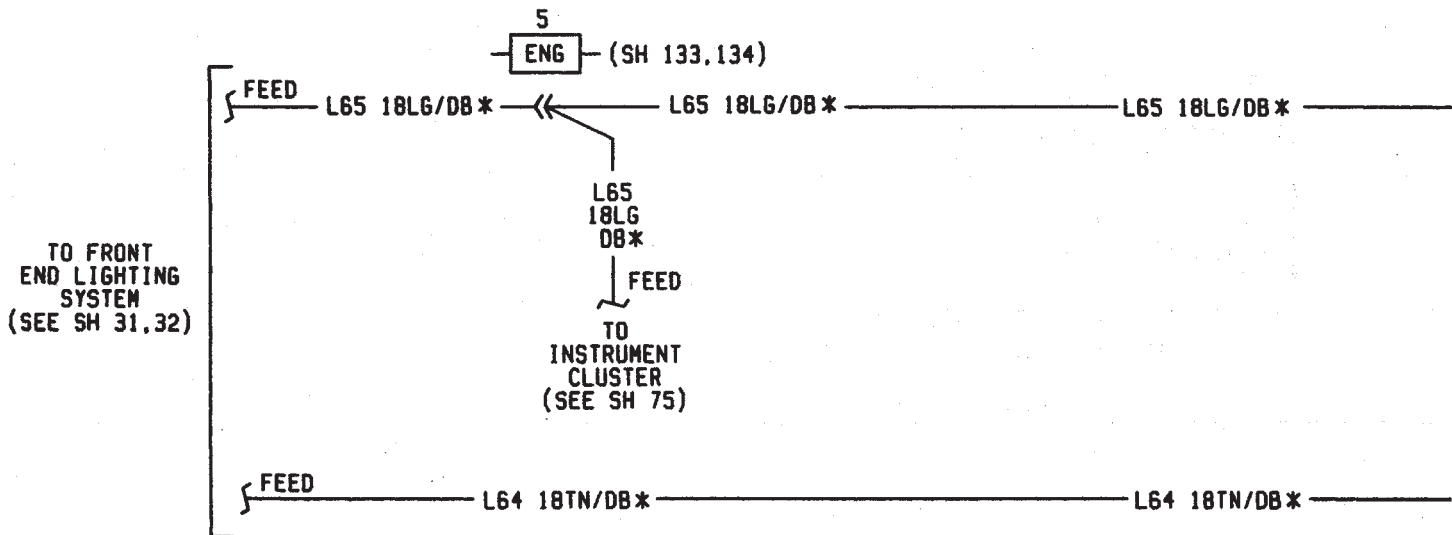 5
ENG (SH 133,134)
FEED
L65 18LG/DB* L65 18LG/DB* L65 18LG/DB*
L65
18LG
DB*
FEED
TO FRONT
END LIGHTING
SYSTEM
(SEE SH 31,32)
TO
INSTRUMENT
CLUSTER
(SEE SH 75)
FEED
L64 18TN/DB* L64 18TN/DB*